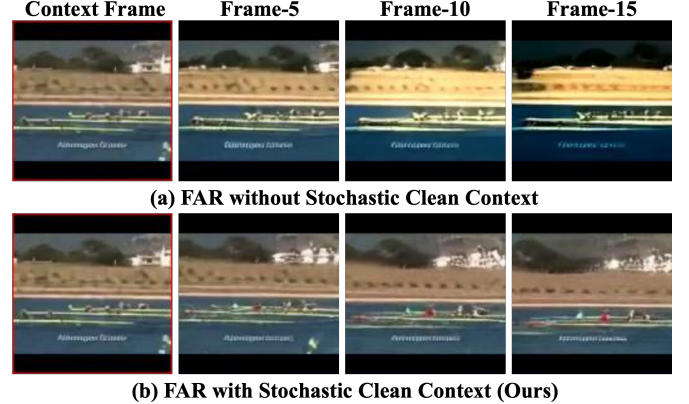 Context Frame Frame-5 Frame-10 Frame-15
(a) FAR without Stochastic Clean Context
(b) FAR with Stochastic Clean Context (Ours)